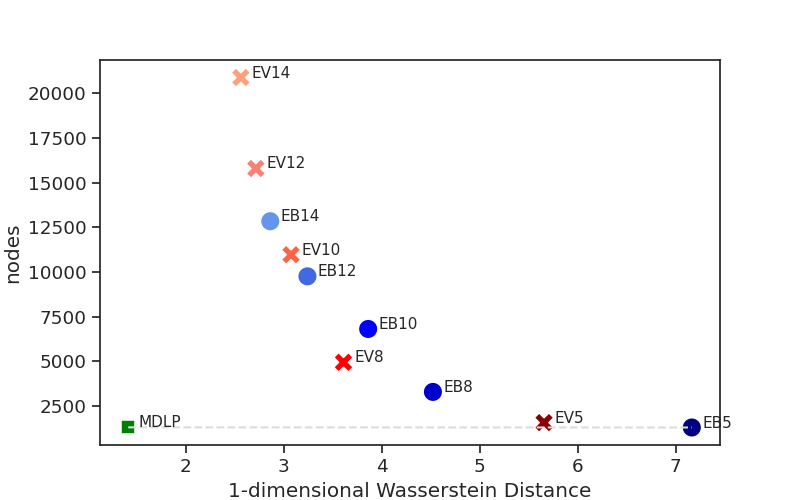 EV14
20000
17500
EV12
15000
EB14
12500
EV10
EB12
10000
nodes
7500
EB10
EV8
5000
EB8
2500
MDLP
EV5
EB5
2
3
4
5
6
7
1-dimensional Wasserstein Distance